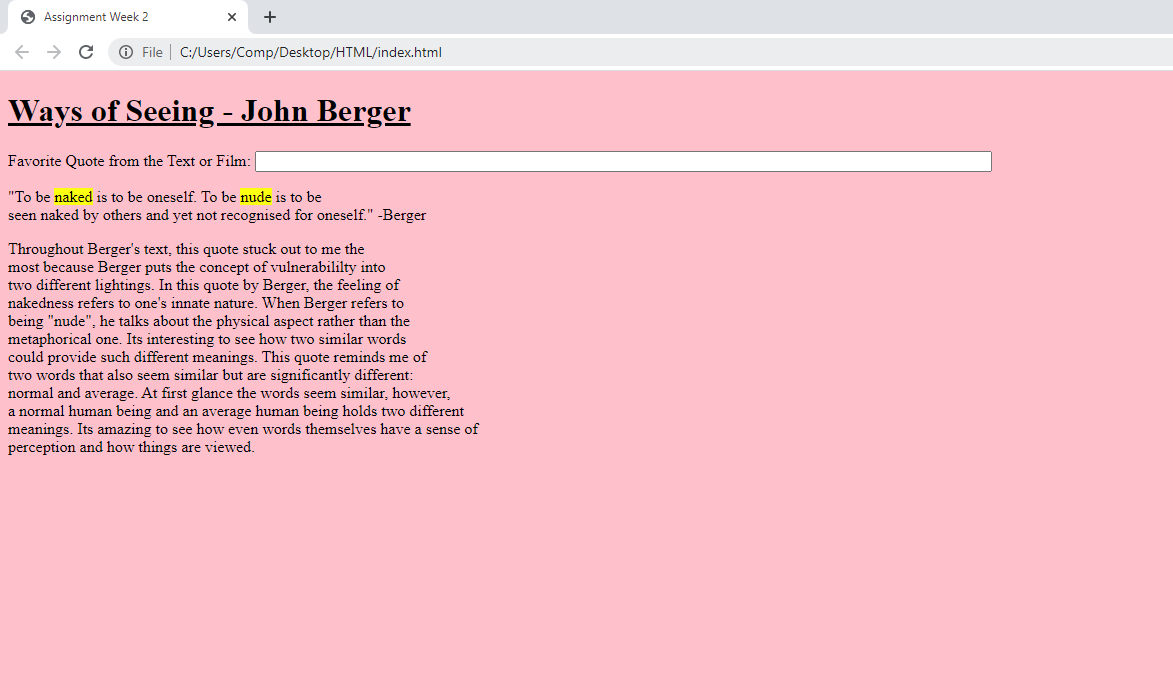 Assignment Week 2
File
C:/Users/Comp/Desktop/HTML/index.html
Ways of Seeing - John Berger
Favorite Quote from the Text or Film:
"To be naked is to be oneself. To be nude is to be
seen naked by others and yet not recognised for oneself." -Berger
Throughout Berger's text, this quote stuck out to me the
most because Berger puts the concept of vulnerabililty into
two different lightings. In this quote by Berger, the feeling of
nakedness refers to one's innate nature. When Berger refers to
being "nude", he talks about the physical aspect rather than the
metaphorical one. Its interesting to see how two similar words
could provide such different meanings. This quote reminds me of
two words that also seem similar but are significantly different:
normal and average. At first glance the words seem similar, however,
a normal human being and an average human being holds two different
meanings. Its amazing to see how even words themselves have a sense of
perception and how things are viewed.